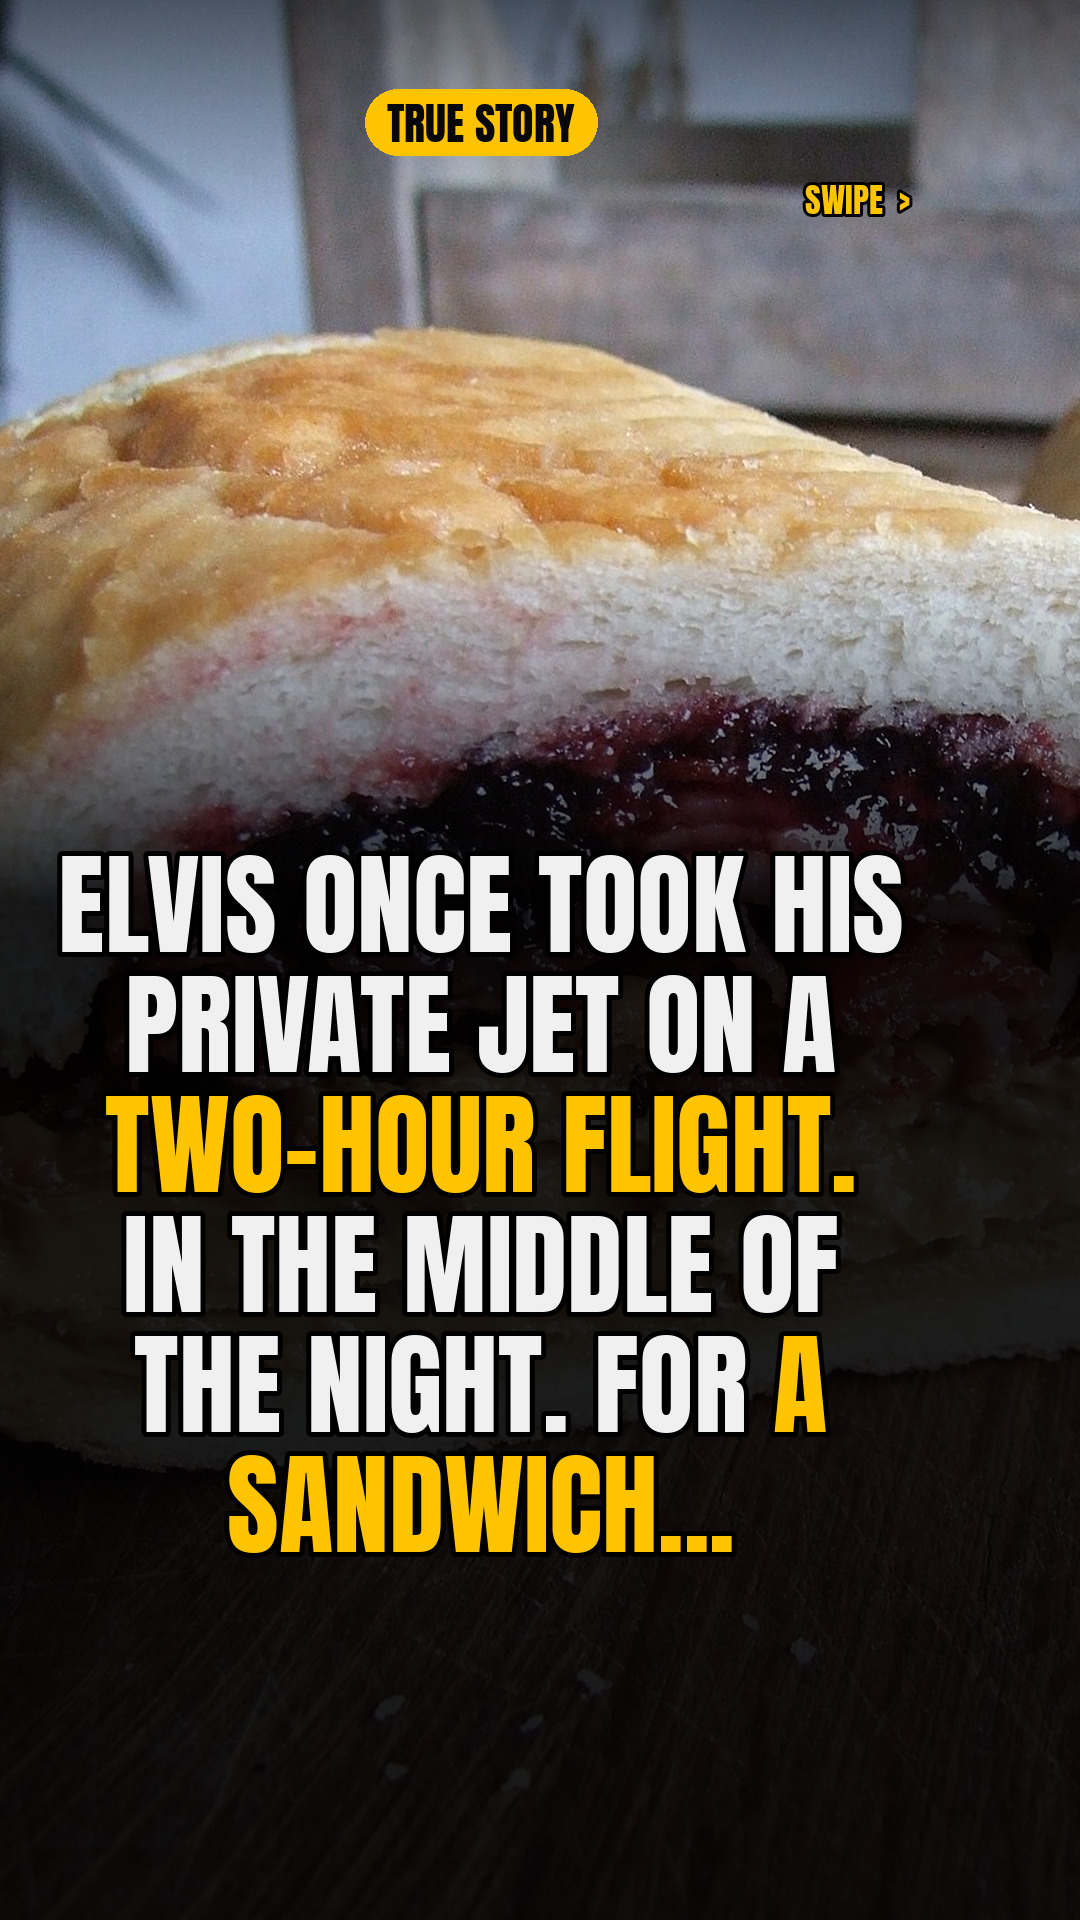 TRUE STORY
SWIPE >
ELVIS ONCE TOOK HIS
PRIVATE JET ON A
TWO-HOUR FLIGHT.
IN THE MIDDLE OF
THE NIGHT. FOR A
SANDWICH...